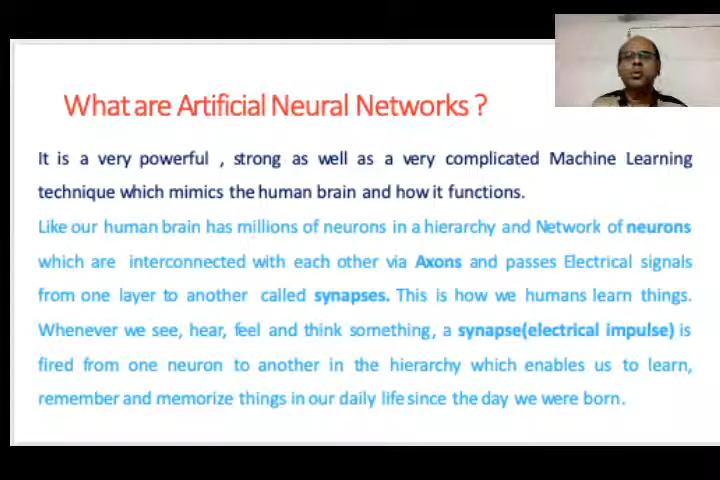 What are Artificial Neural Networks ?
It is a very powerful , strong as well as a very complicated Machine Learning
technique which mimics the human brain and how it functions.
Like our human brain has millions of neurons in a hierarchy and Network of neurons
which are interconnected with each other via Axons and passes Electrical signals
from one layer to another called synapses. This is how we humans learn things.
Whenever we see, hear, feel and think something, a synapse(electrical impulse) is
fired from one neuron to another in the hierarchy which enables us to learn,
remember and memorize things in our daily life since the day we were born.